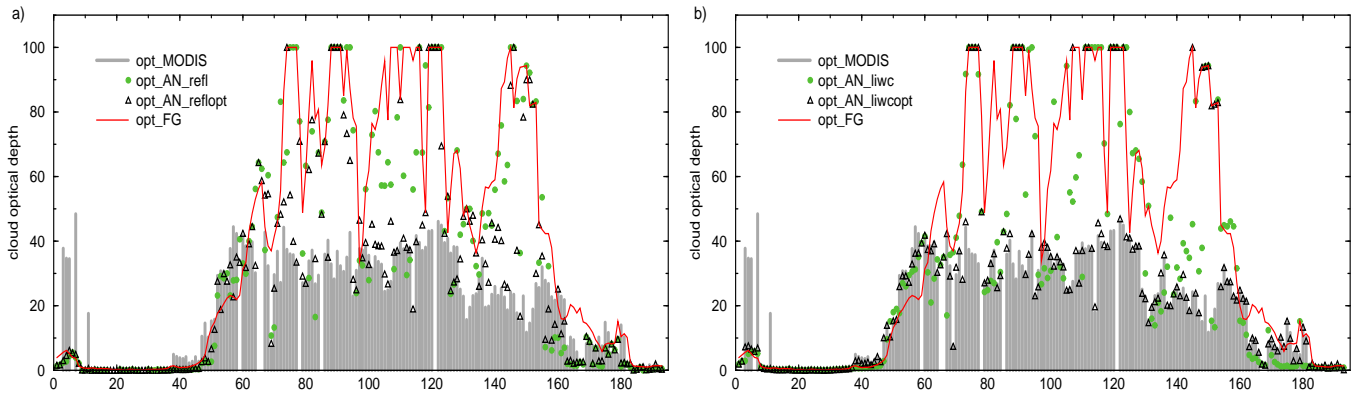 a)
cloud optical depth
100
80
60
40
20
0
opt_MODIS
opt_AN_refl
opt_AN_reflopt
opt_FG
0 20 40 60 80 100 120 140 160 180
b)
cloud optical depth
100
80
60
40
20
0
opt_MODIS
opt_AN_liwc
opt_AN_liwcopt
opt_FG
0 20 40 60 80 100 120 140 160 180